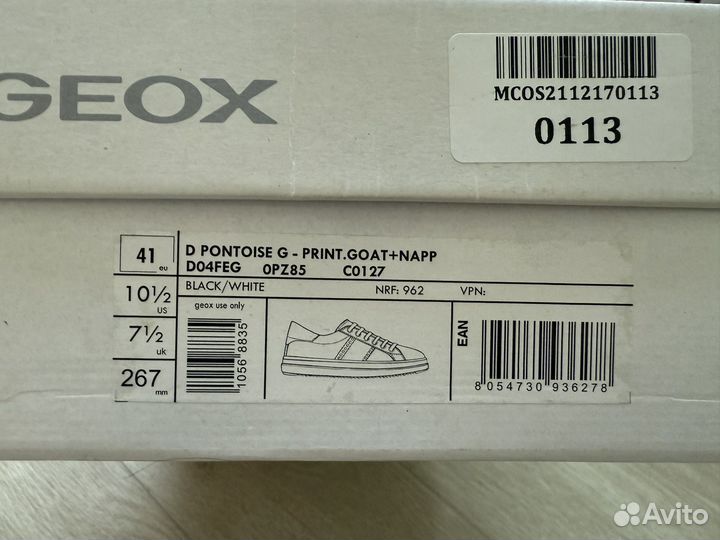 GEOX
MCOS2112170113
0113
41 eu
D PONTOISE G - PRINT.GOAT+NAPP
D04FEG 0PZ85 C0127
10½ US
BLACK/WHITE NRF: 962 VPN:
geox use only
7½ uk
1056 8835
EAN
267 mm
8 054730 936278
Avito